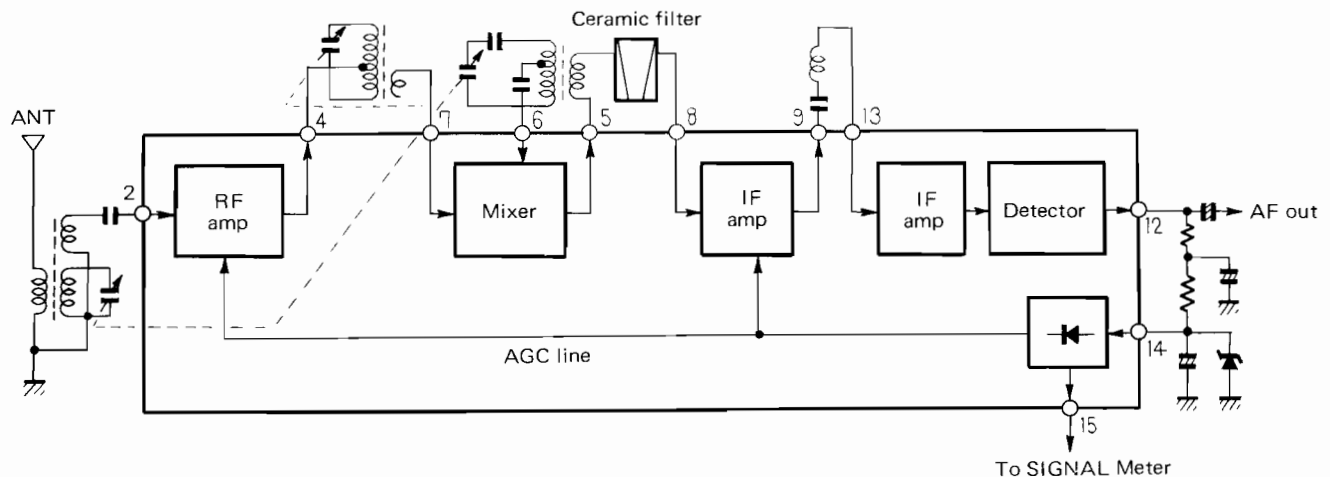 Ceramic filter
ANT
4
7
6
5
8
9
13
2
RF
amp
Mixer
IF
amp
IF
amp
Detector
12
AF out
AGC line
14
15
To SIGNAL Meter